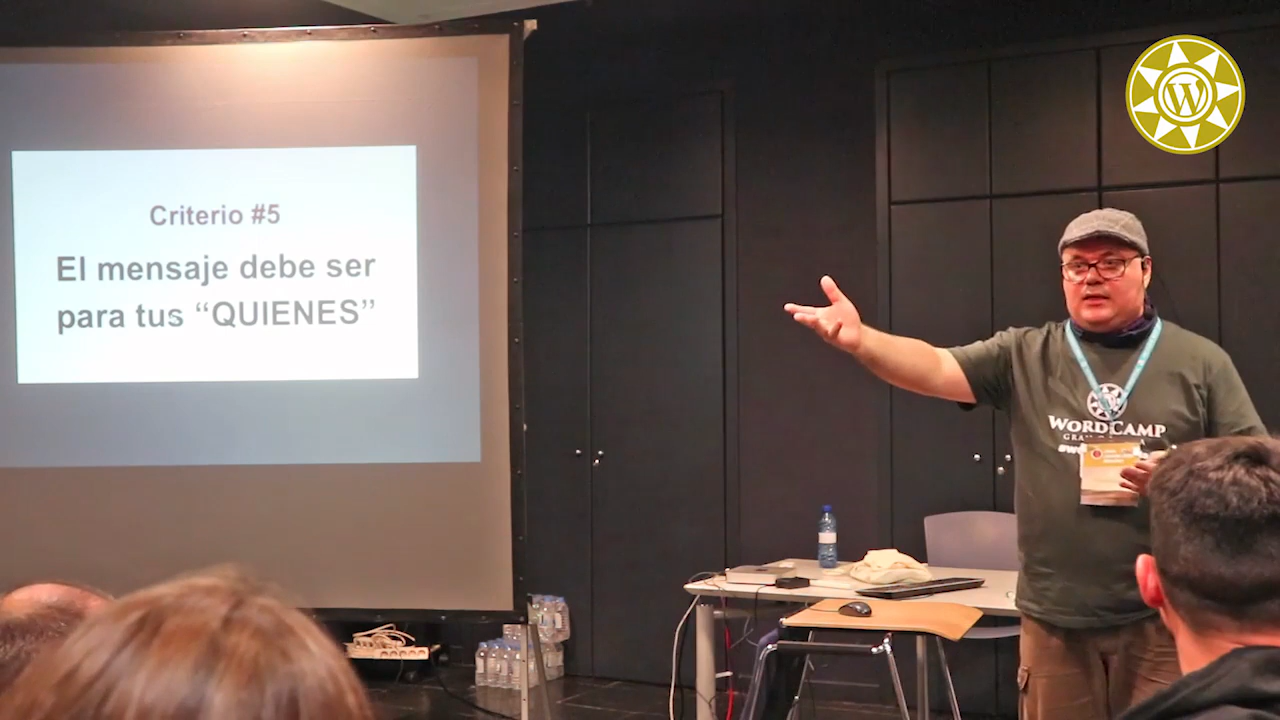 Criterio #5
El mensaje debe ser
para tus “QUIENES”
WORDCAMP